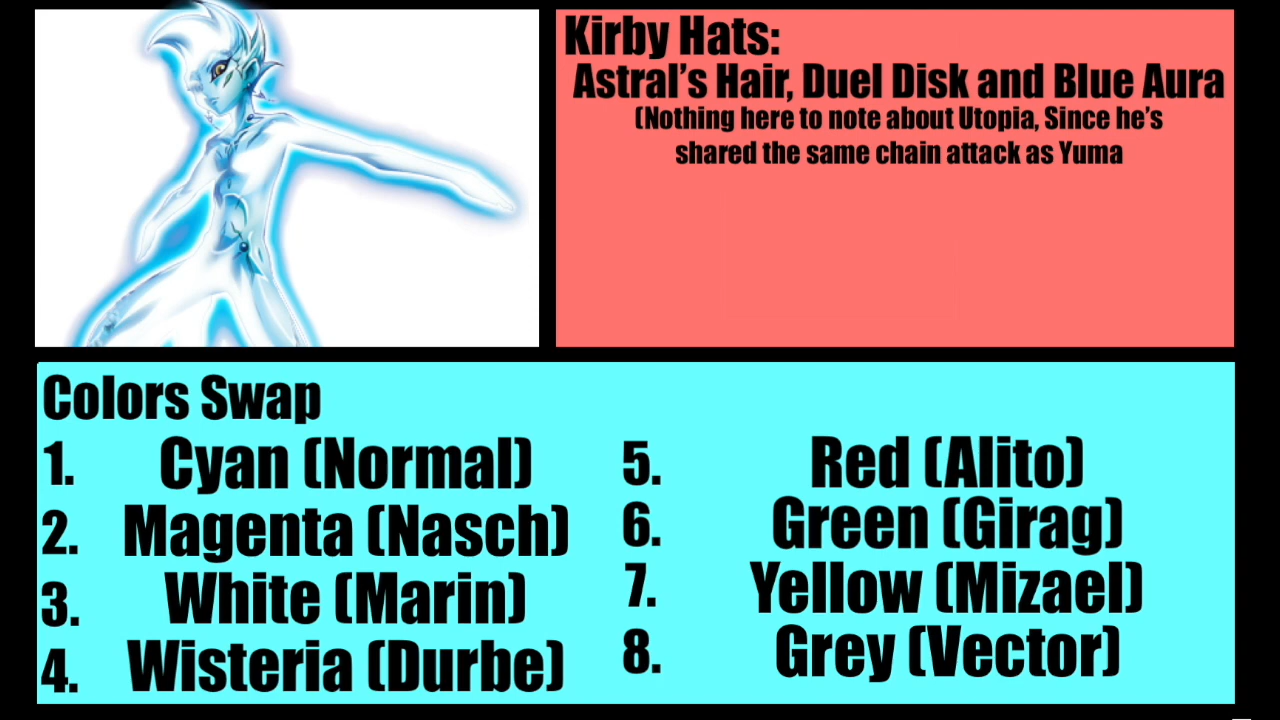 Kirby Hats:
Astral's Hair, Duel Disk and Blue Aura
(Nothing here to note about Utopia, Since he's
shared the same chain attack as Yuma
Colors Swap
1. Cyan (Normal)
2. Magenta (Nasch)
3. White (Marin)
4. Wisteria (Durbe)
5. Red (Alito)
6. Green (Girag)
7. Yellow (Mizael)
8. Grey (Vector)